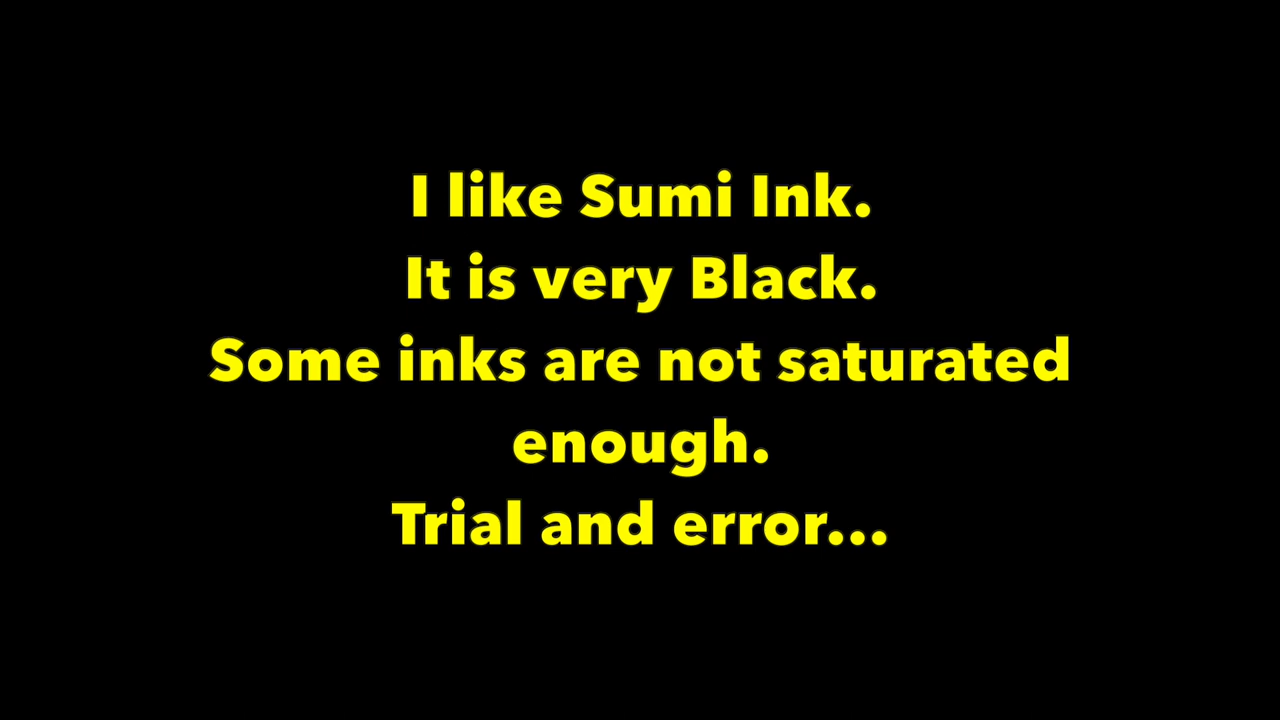 I like Sumi Ink.
It is very Black.
Some inks are not saturated
enough.
Trial and error...